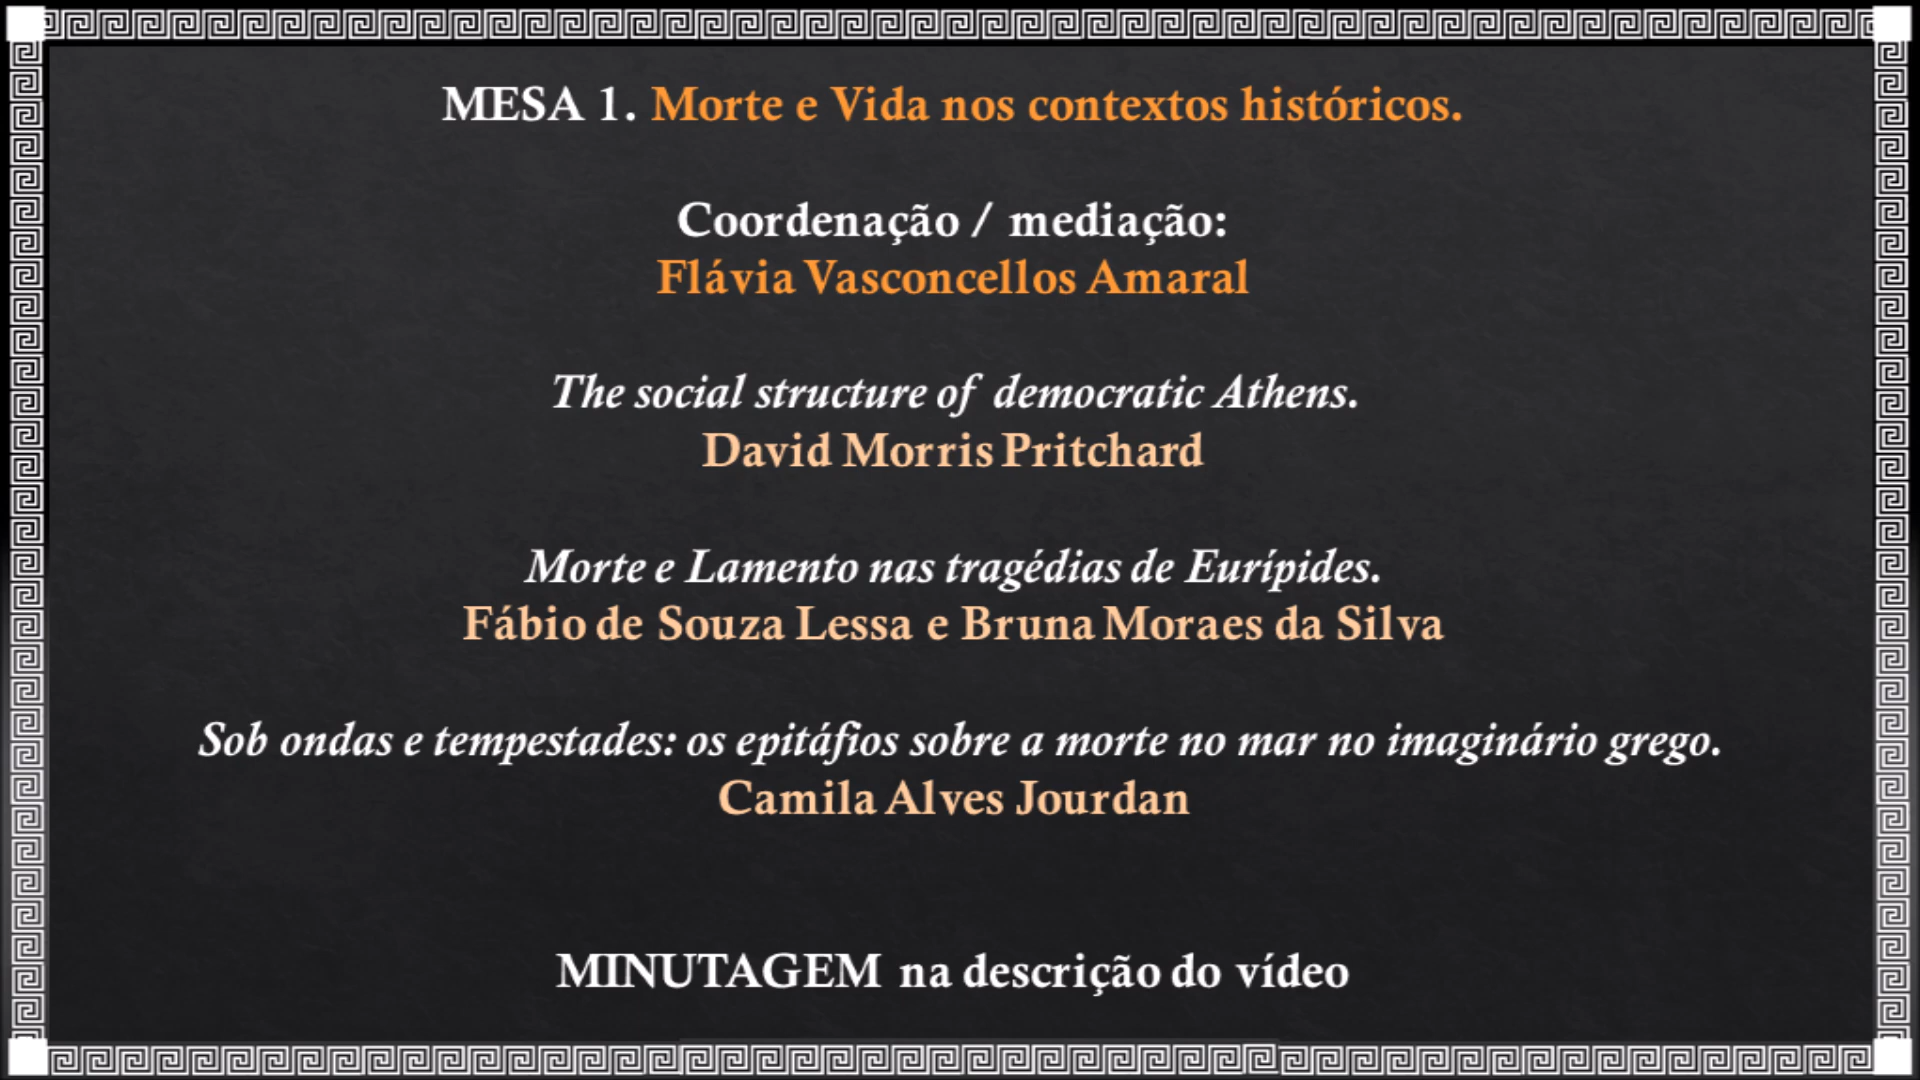 MESA 1. Morte e Vida nos contextos históricos.
Coordenação / mediação:
Flávia Vasconcellos Amaral
The social structure of democratic Athens.
David Morris Pritchard
Morte e Lamento nas tragédias de Eurípides.
Fábio de Souza Lessa e Bruna Moraes da Silva
Sob ondas e tempestades: os epitáfios sobre a morte no mar no imaginário grego.
Camila Alves Jourdan
MINUTAGEM na descrição do vídeo